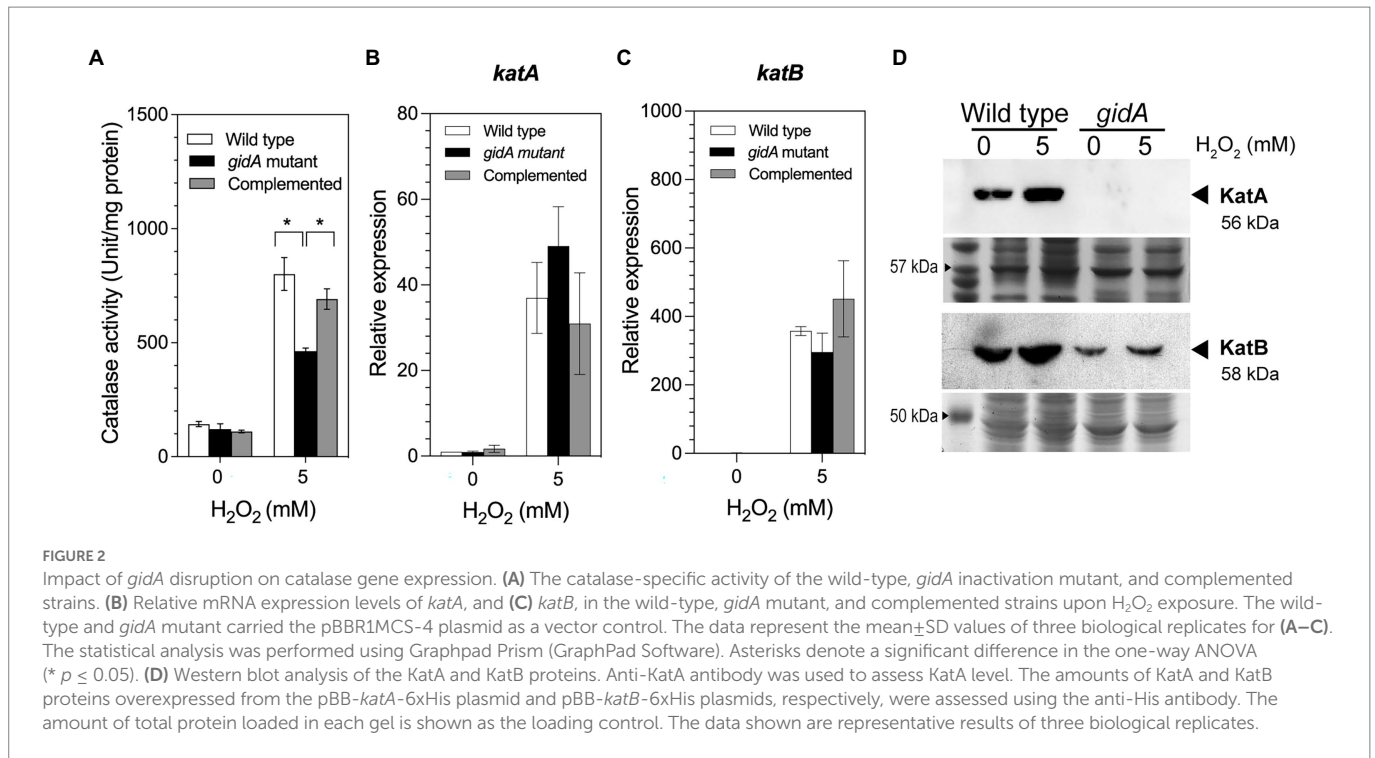 A
1500
1000
500
0
Catalase activity (Unit/mg protein)
Wild type
gidA mutant
Complemented
* *
0 5
H₂O₂ (mM)
B
katA
80
60
40
20
0
Relative expression
Wild type
gidA mutant
Complemented
0 5
H₂O₂ (mM)
C
katB
1000
800
600
400
200
0
Relative expression
Wild type
gidA mutant
Complemented
0 5
H₂O₂ (mM)
D
Wild type gidA
0 5 0 5 H₂O₂ (mM)
KatA
56 kDa
57 kDa
KatB
58 kDa
50 kDa
FIGURE 2
Impact of gidA disruption on catalase gene expression. (A) The catalase-specific activity of the wild-type, gidA inactivation mutant, and complemented
strains. (B) Relative mRNA expression levels of katA, and (C) katB, in the wild-type, gidA mutant, and complemented strains upon H₂O₂ exposure. The wild-
type and gidA mutant carried the pBBR1MCS-4 plasmid as a vector control. The data represent the mean±SD values of three biological replicates for (A–C).
The statistical analysis was performed using Graphpad Prism (GraphPad Software). Asterisks denote a significant difference in the one-way ANOVA
(* p ≤ 0.05). (D) Western blot analysis of the KatA and KatB proteins. Anti-KatA antibody was used to assess KatA level. The amounts of KatA and KatB
proteins overexpressed from the pBB-katA-6xHis plasmid and pBB-katB-6xHis plasmids, respectively, were assessed using the anti-His antibody. The
amount of total protein loaded in each gel is shown as the loading control. The data shown are representative results of three biological replicates.